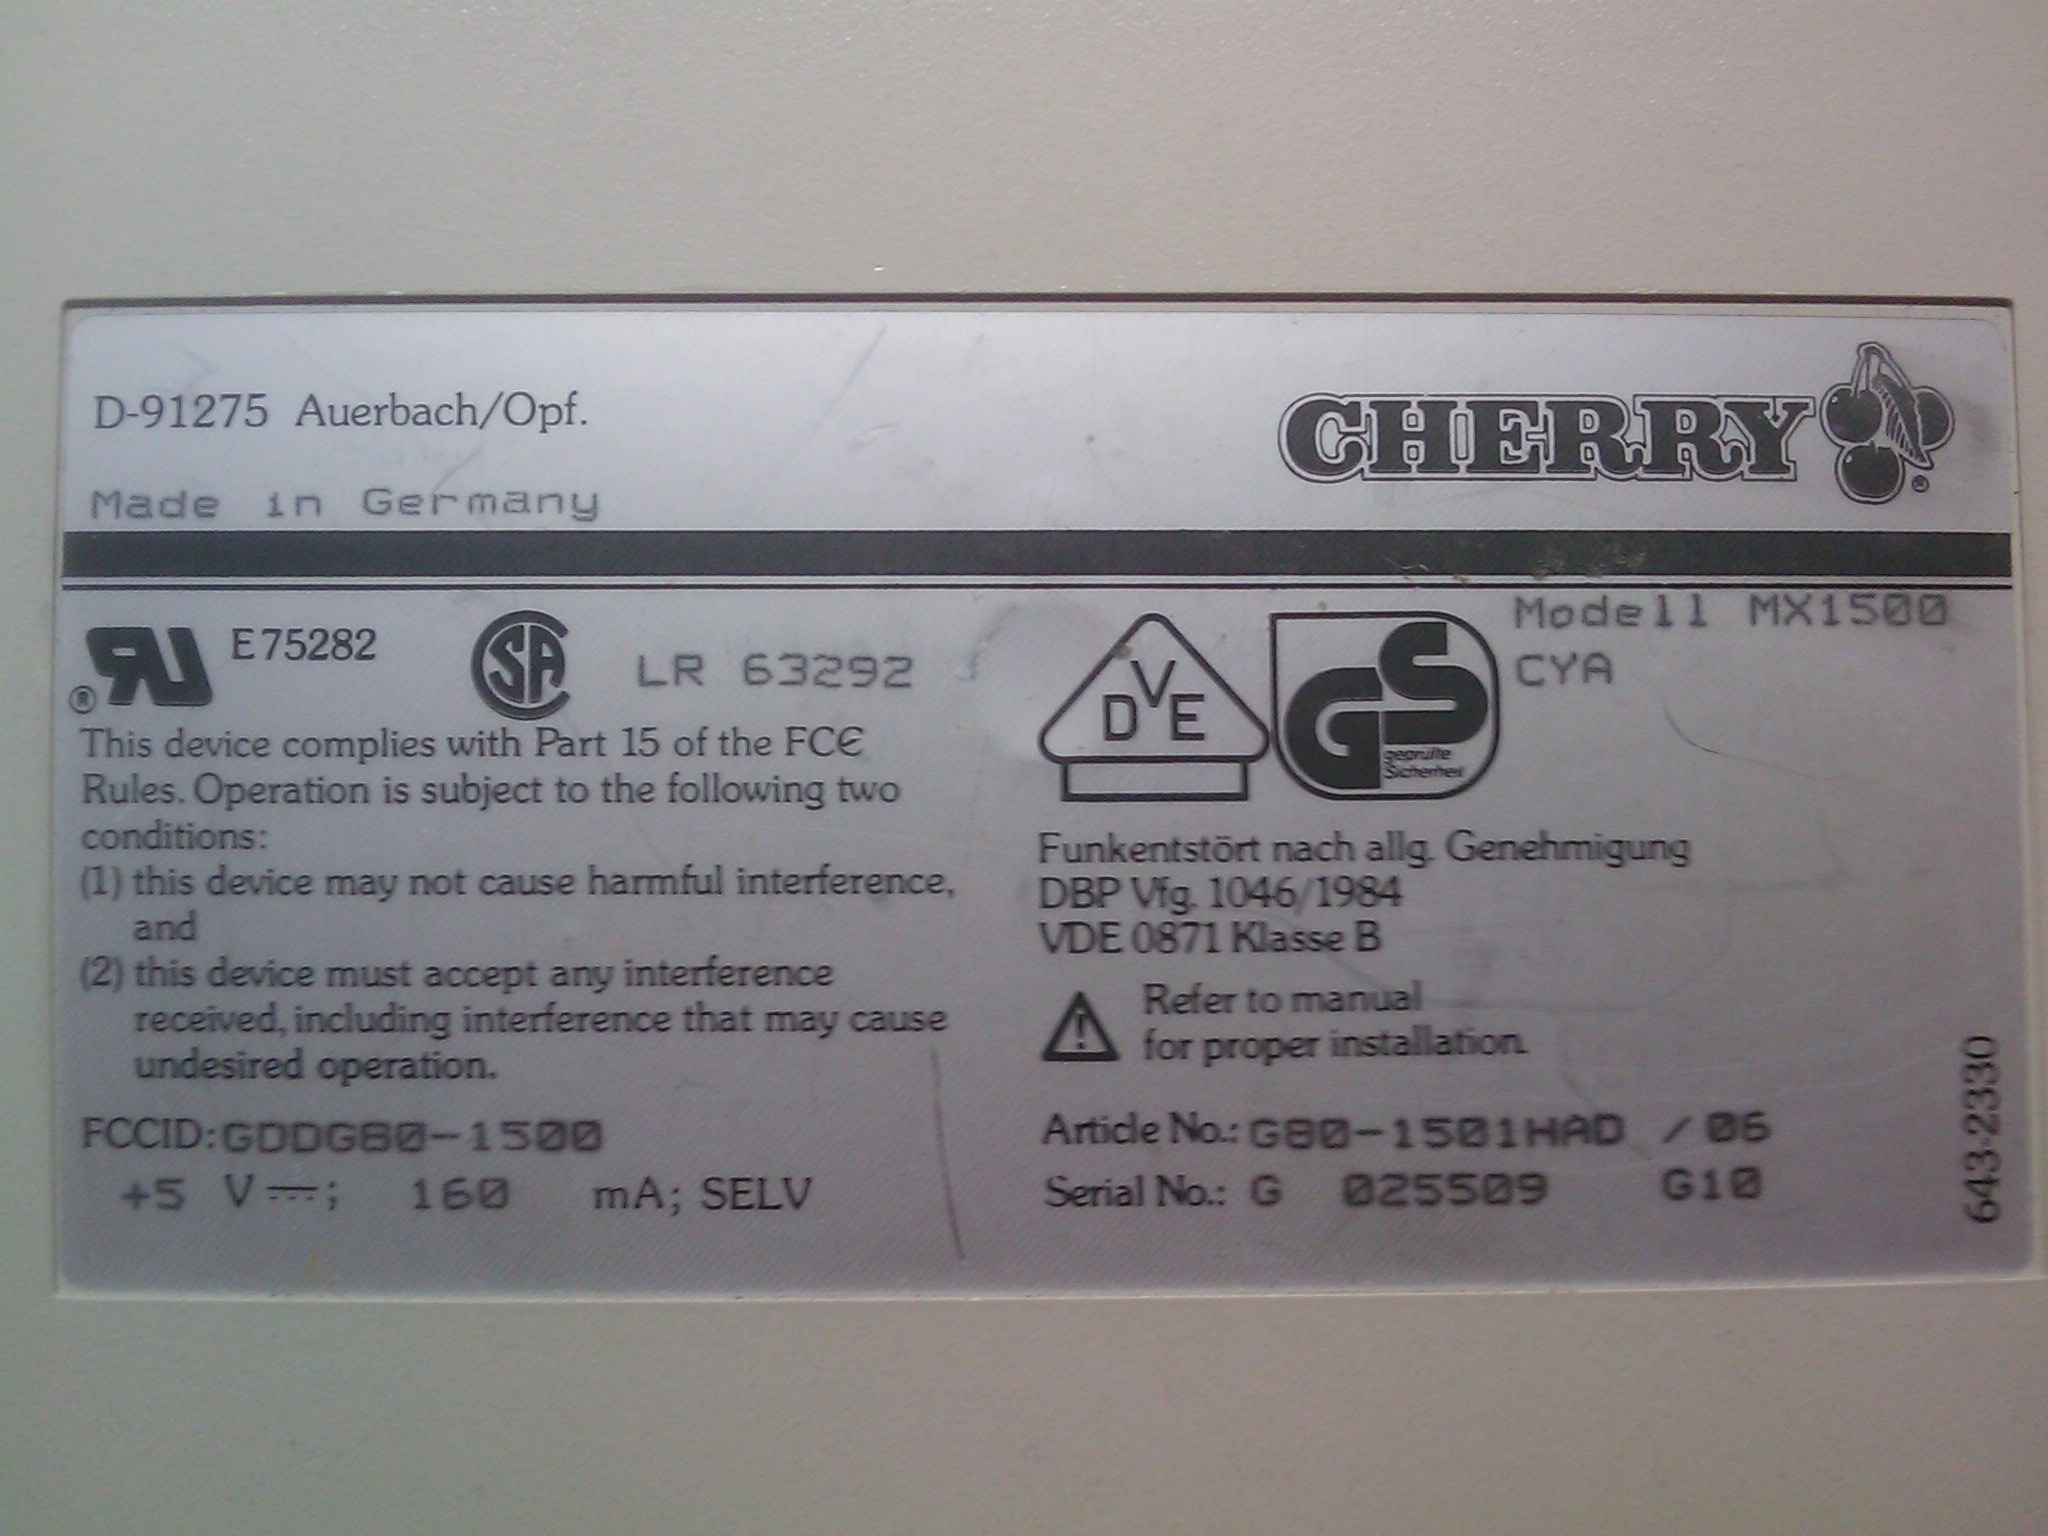 D-91275 Auerbach/Opf.
Made in Germany
CHERRY
®
E75282
SA
LR 63292
®
This device complies with Part 15 of the FCC
Rules. Operation is subject to the following two
conditions:
(1) this device may not cause harmful interference,
and
(2) this device must accept any interference
received, including interference that may cause
undesired operation.
FCCID: GDDG80-1500
+5 V⎓; 160 mA; SELV
DVE
GS
geprüfte
Sicherheit
Modell MX1500
CYA
Funkentstört nach allg. Genehmigung
DBP Vfg. 1046/1984
VDE 0871 Klasse B
Refer to manual
for proper installation.
Article No.: G80-1501HAD /06
Serial No.: G 025509 G10
643-2330